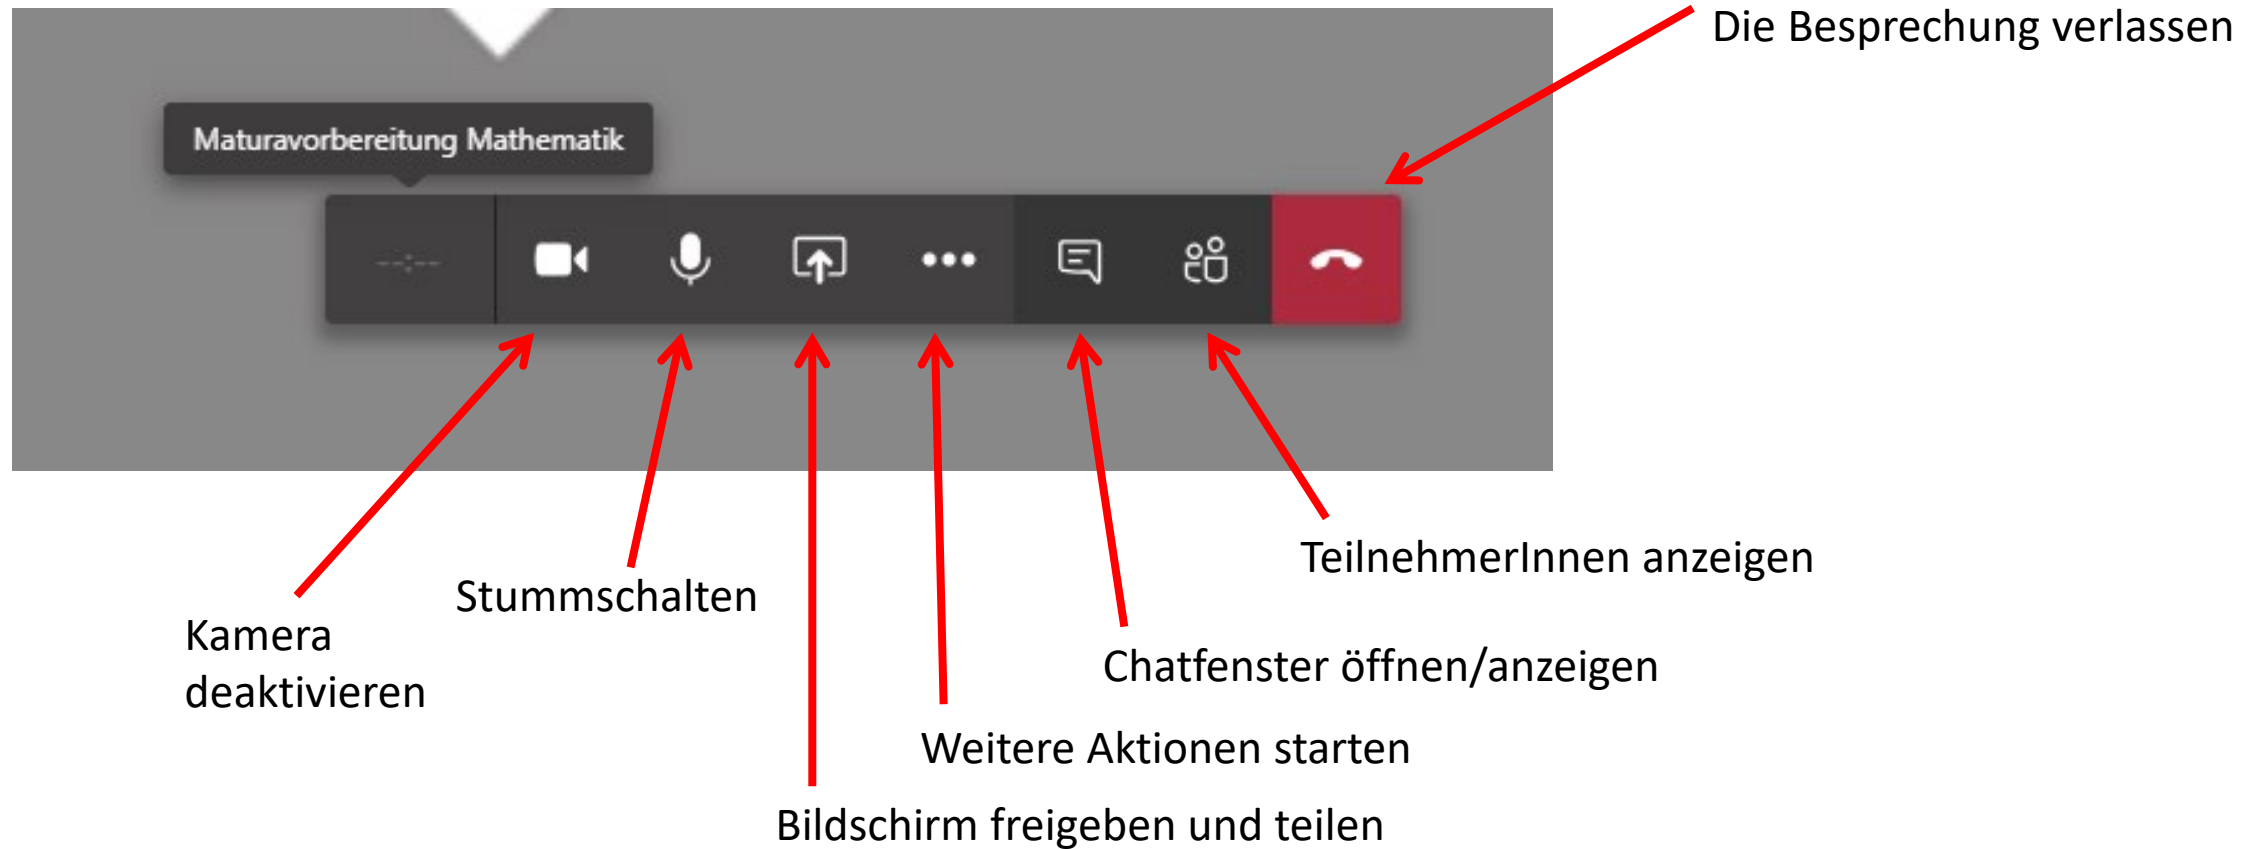 Die Besprechung verlassen
Maturavorbereitung Mathematik
--:--
TeilnehmerInnen anzeigen
Stummschalten
Kamera
deaktivieren
Chatfenster öffnen/anzeigen
Weitere Aktionen starten
Bildschirm freigeben und teilen